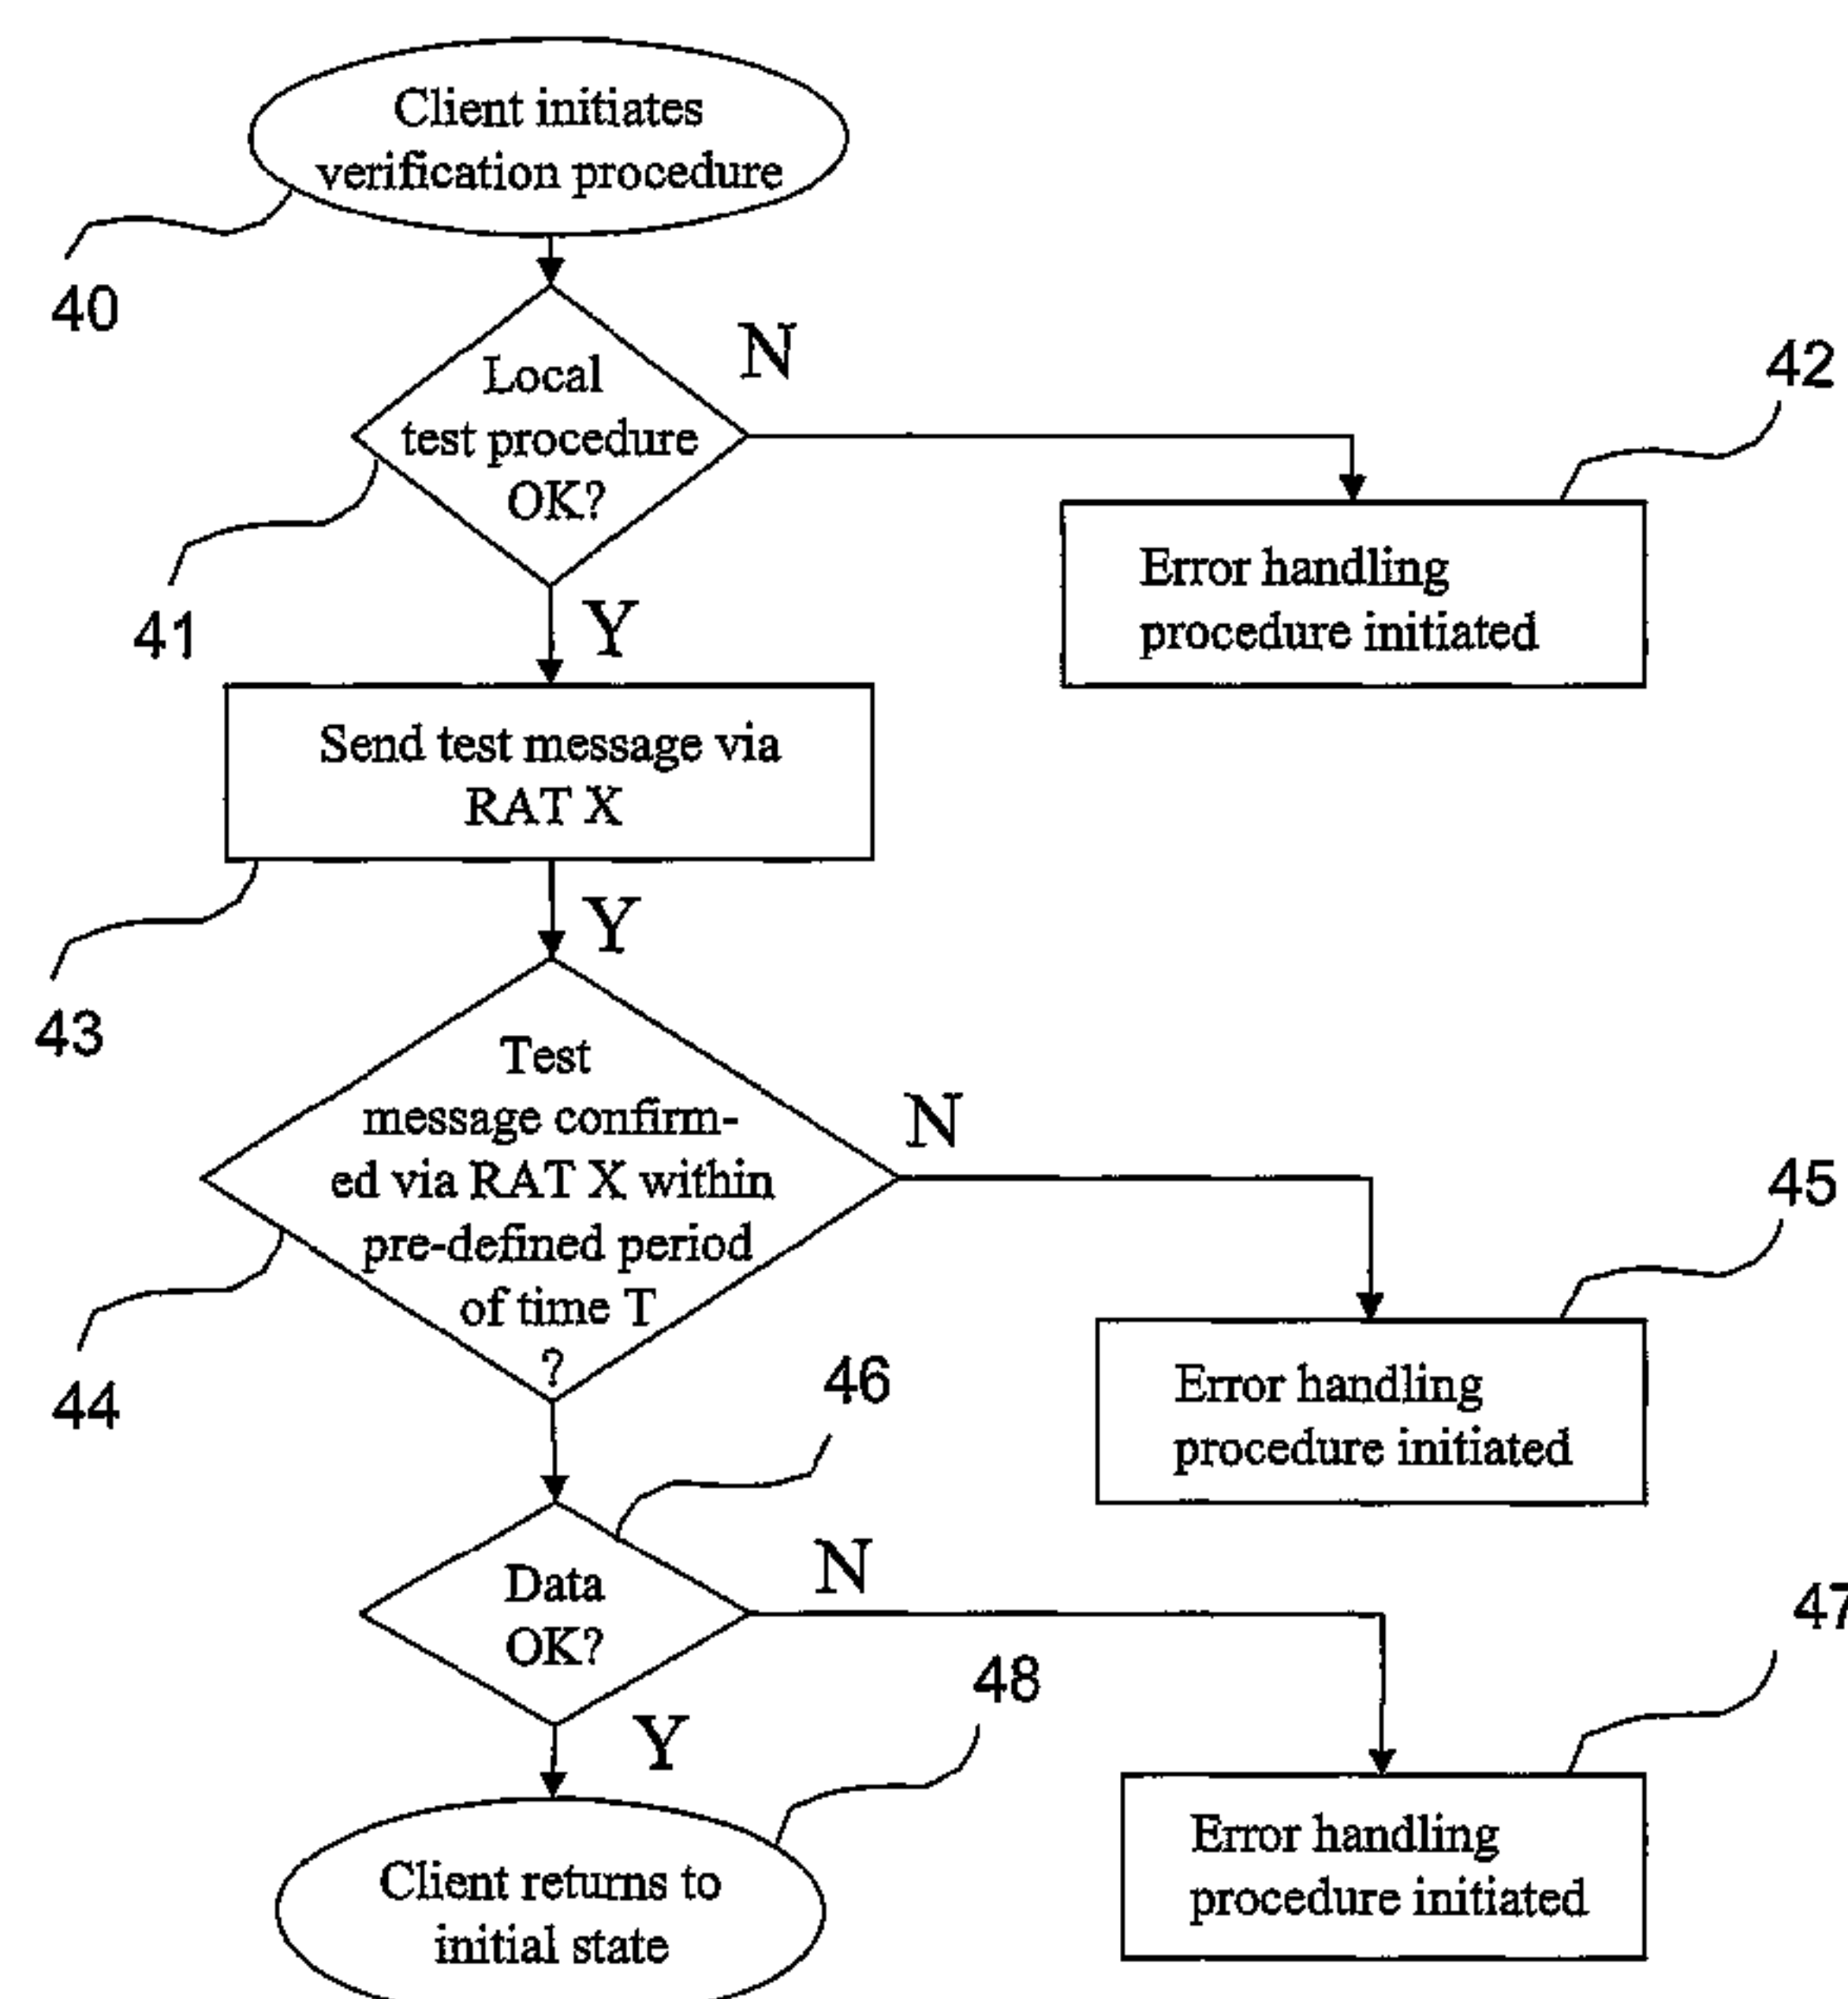 Client initiates
verification procedure
40
Local
test procedure
OK?
N
42
41
Y
Error handling
procedure initiated
Send test message via
RAT X
43
Y
Test
message confirm-
ed via RAT X within
pre-defined period
of time T
?
N
45
44
46
Error handling
procedure initiated
Data
OK?
N
47
48
Y
Error handling
procedure initiated
Client returns to
initial state